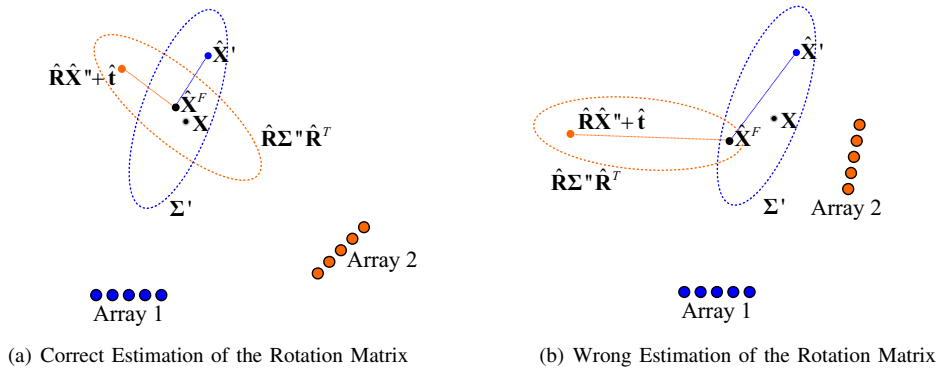 X̂'
R̂X̂"+t̂
X̂ᶠ
X
R̂Σ"R̂ᵀ
Σ'
Array 2
Array 1
(a) Correct Estimation of the Rotation Matrix
X̂'
R̂X̂"+t̂
X
X̂ᶠ
R̂Σ"R̂ᵀ
Σ'
Array 2
Array 1
(b) Wrong Estimation of the Rotation Matrix